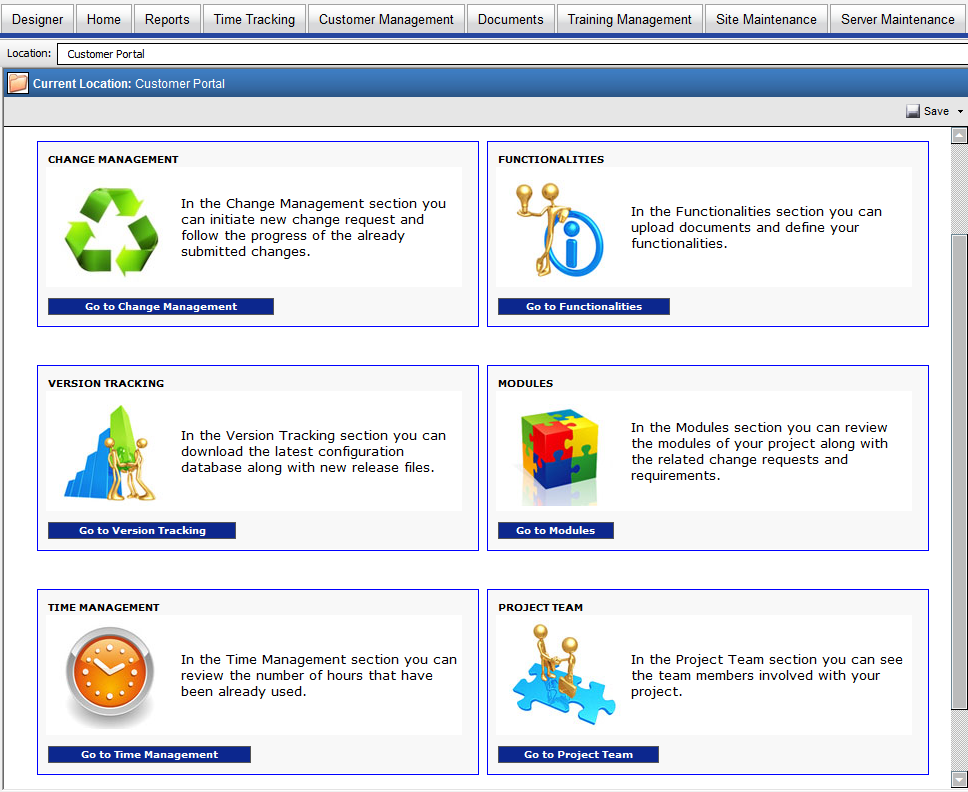 Designer Home Reports Time Tracking Customer Management Documents Training Management Site Maintenance Server Maintenance
Location: Customer Portal
Current Location: Customer Portal
Save
CHANGE MANAGEMENT
In the Change Management section you
can initiate new change request and
follow the progress of the already
submitted changes.
Go to Change Management
FUNCTIONALITIES
In the Functionalities section you can
upload documents and define your
functionalities.
Go to Functionalities
VERSION TRACKING
In the Version Tracking section you can
download the latest configuration
database along with new release files.
Go to Version Tracking
MODULES
In the Modules section you can review
the modules of your project along with
the related change requests and
requirements.
Go to Modules
TIME MANAGEMENT
In the Time Management section you can
review the number of hours that have
been already used.
Go to Time Management
PROJECT TEAM
In the Project Team section you can see
the team members involved with your
project.
Go to Project Team